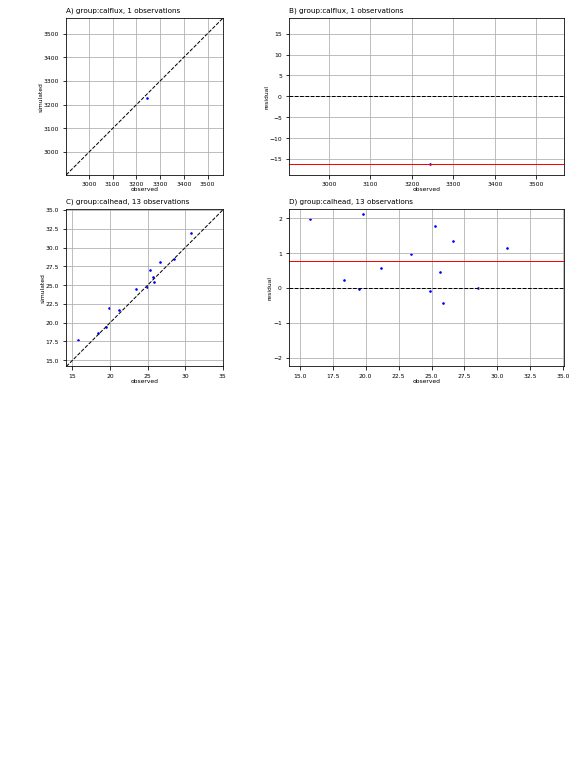 A) group:calflux, 1 observations
3500
3400
3300
3200
3100
3000
simulated
3000 3100 3200 3300 3400 3500
observed
B) group:calflux, 1 observations
15
10
5
0
−5
−10
−15
residual
3000 3100 3200 3300 3400 3500
observed
C) group:calhead, 13 observations
35.0
32.5
30.0
27.5
25.0
22.5
20.0
17.5
15.0
simulated
15 20 25 30 35
observed
D) group:calhead, 13 observations
2
1
0
−1
−2
residual
15.0 17.5 20.0 22.5 25.0 27.5 30.0 32.5 35.0
observed